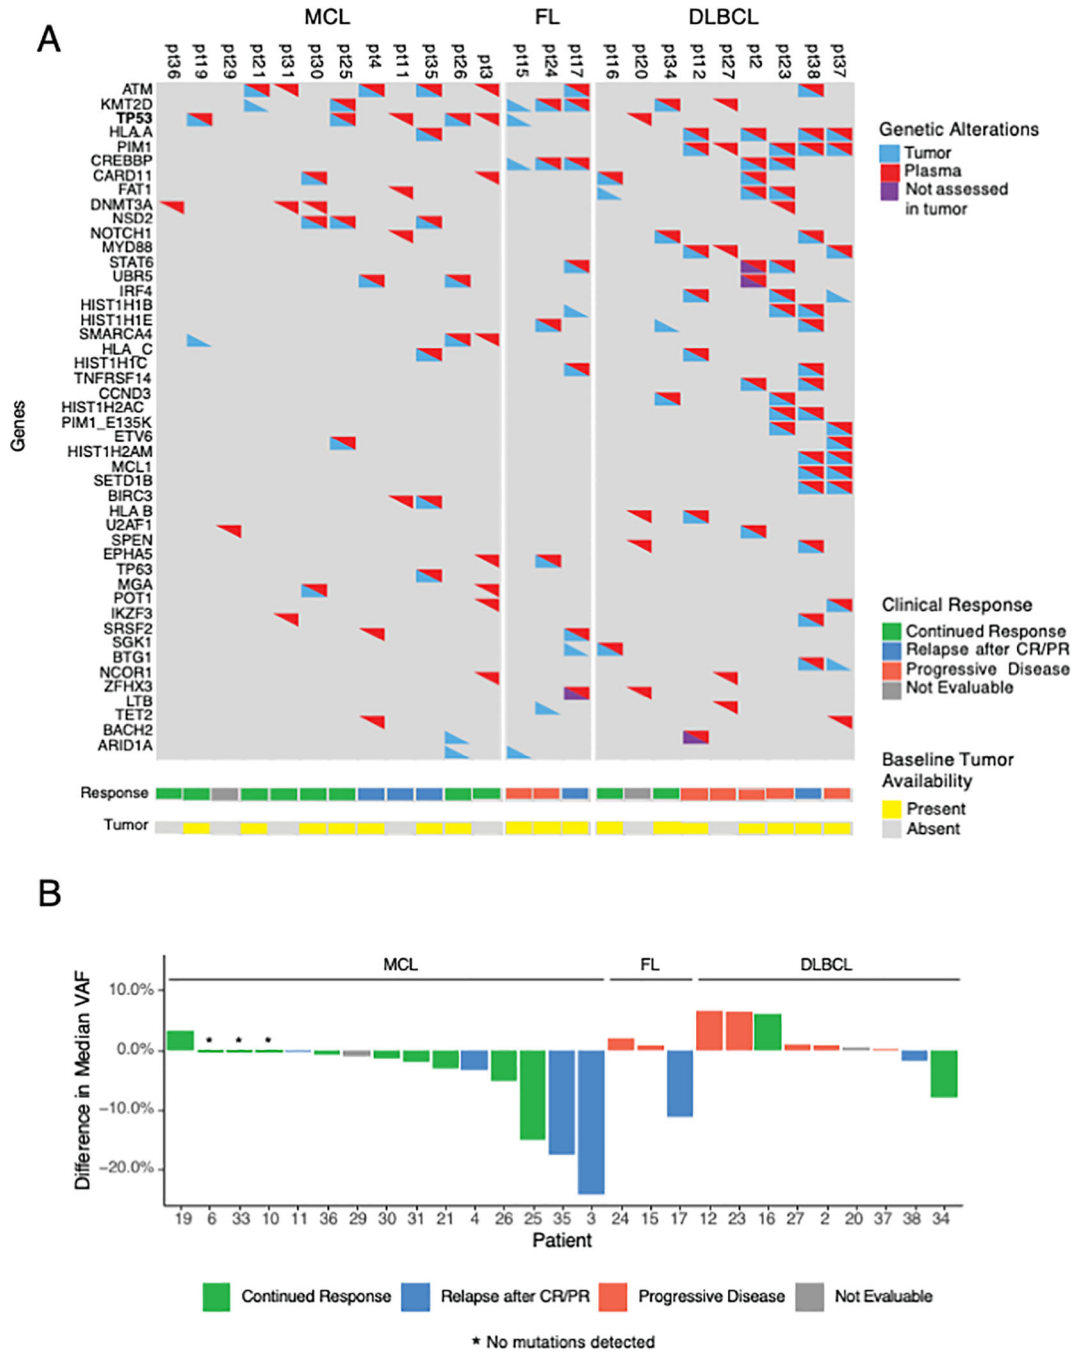 A
MCL FL DLBCL
pt36 pt19 pt29 pt21 pt31 pt30 pt25 pt4 pt11 pt35 pt26 pt3 pt15 pt24 pt17 pt16 pt20 pt34 pt12 pt27 pt2 pt23 pt38 pt37
Genes
ATM
KMT2D
TP53
HLA.A
PIM1
CREBBP
CARD11
FAT1
DNMT3A
NSD2
NOTCH1
MYD88
STAT6
UBR5
IRF4
HIST1H1B
HIST1H1E
SMARCA4
HLA_C
HIST1H1C
TNFRSF14
CCND3
HIST1H2AC
PIM1_E135K
ETV6
HIST1H2AM
MCL1
SETD1B
BIRC3
HLA B
U2AF1
SPEN
EPHA5
TP63
MGA
POT1
IKZF3
SRSF2
SGK1
BTG1
NCOR1
ZFHX3
LTB
TET2
BACH2
ARID1A
Response
Tumor
Genetic Alterations
Tumor
Plasma
Not assessed
in tumor
Clinical Response
Continued Response
Relapse after CR/PR
Progressive Disease
Not Evaluable
Baseline Tumor
Availability
Present
Absent
B
MCL FL DLBCL
Difference in Median VAF
10.0%
0.0%
−10.0%
−20.0%
* * *
19 6 33 10 11 36 29 30 31 21 4 26 25 35 3 24 15 17 12 23 16 27 2 20 37 38 34
Patient
Continued Response Relapse after CR/PR Progressive Disease Not Evaluable
* No mutations detected